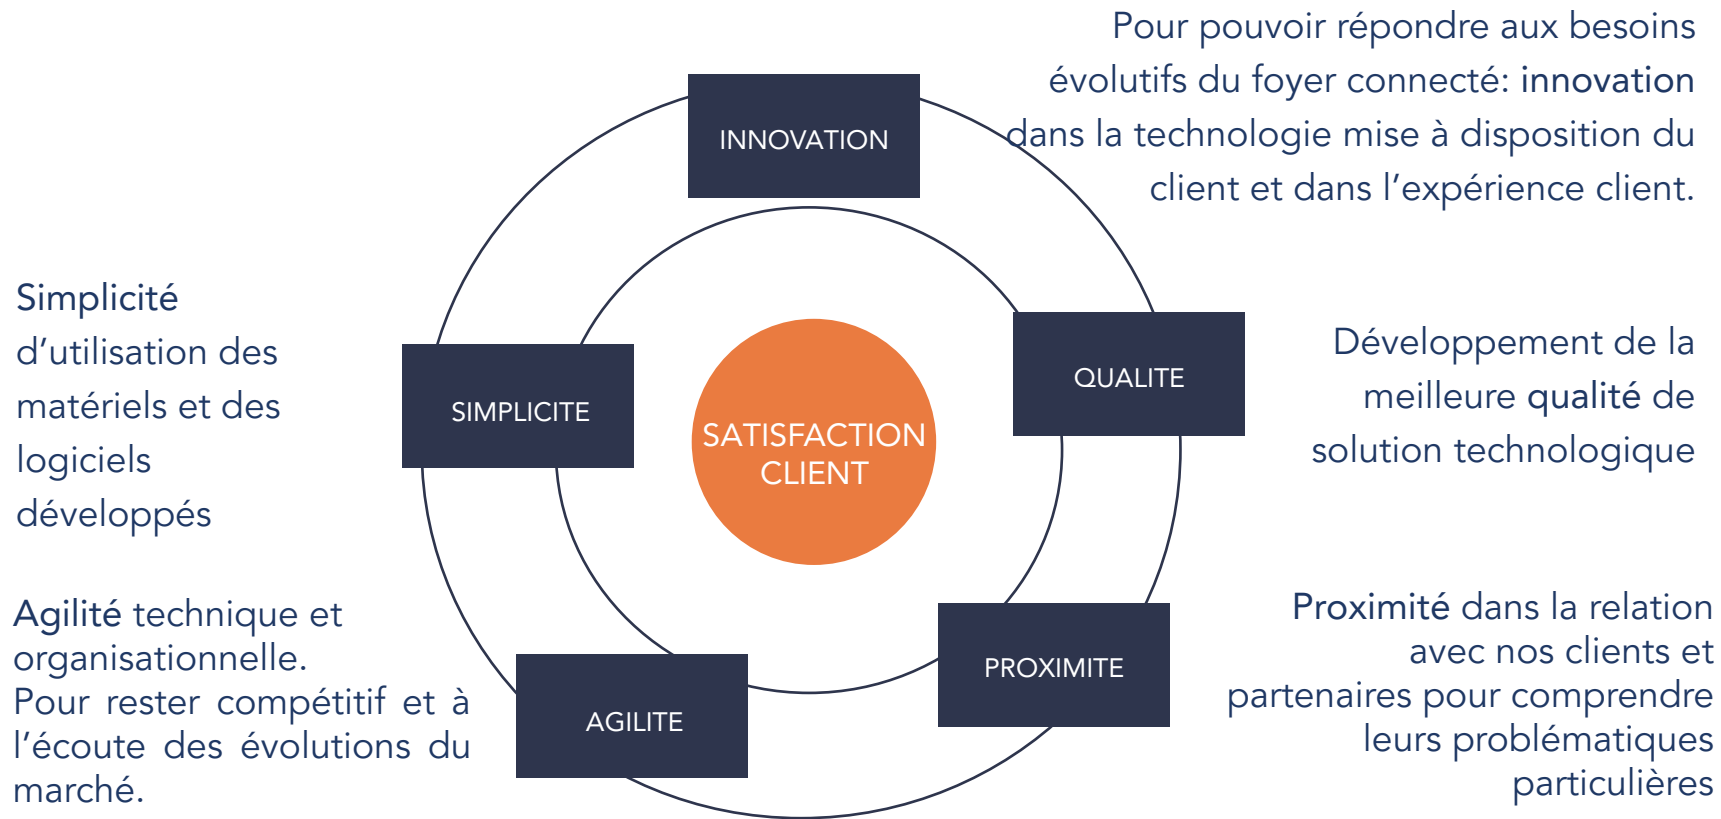 Pour pouvoir répondre aux besoins
évolutifs du foyer connecté: innovation
dans la technologie mise à disposition du
client et dans l’expérience client.
INNOVATION
Simplicité
d’utilisation des
matériels et des
logiciels
développés
SIMPLICITE
SATISFACTION
CLIENT
QUALITE
Développement de la
meilleure qualité de
solution technologique
Agilité technique et
organisationnelle.
Pour rester compétitif et à
l’écoute des évolutions du
marché.
AGILITE
PROXIMITE
Proximité dans la relation
avec nos clients et
partenaires pour comprendre
leurs problématiques
particulières